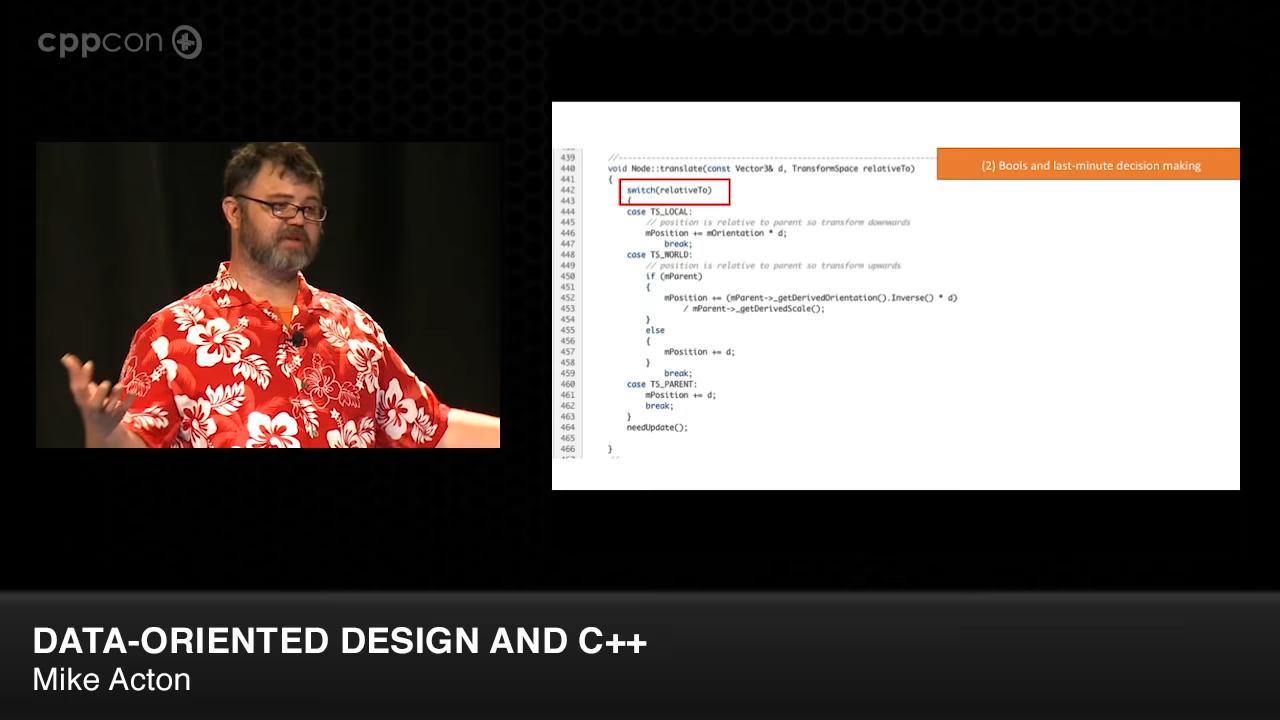 cppcon
439 //------------------------------------------------
(2) Bools and last-minute decision making
440 void Node::translate(const Vector3& d, TransformSpace relativeTo)
441 {
442 switch(relativeTo)
443 {
444 case TS_LOCAL:
445 // position is relative to parent so transform downwards
446 mPosition += mOrientation * d;
447 break;
448 case TS_WORLD:
449 // position is relative to parent so transform upwards
450 if (mParent)
451 {
452 mPosition += (mParent->_getDerivedOrientation().Inverse() * d)
453 / mParent->_getDerivedScale();
454 }
455 else
456 {
457 mPosition += d;
458 }
459 break;
460 case TS_PARENT:
461 mPosition += d;
462 break;
463 }
464 needUpdate();
465
466 }
DATA-ORIENTED DESIGN AND C++
Mike Acton